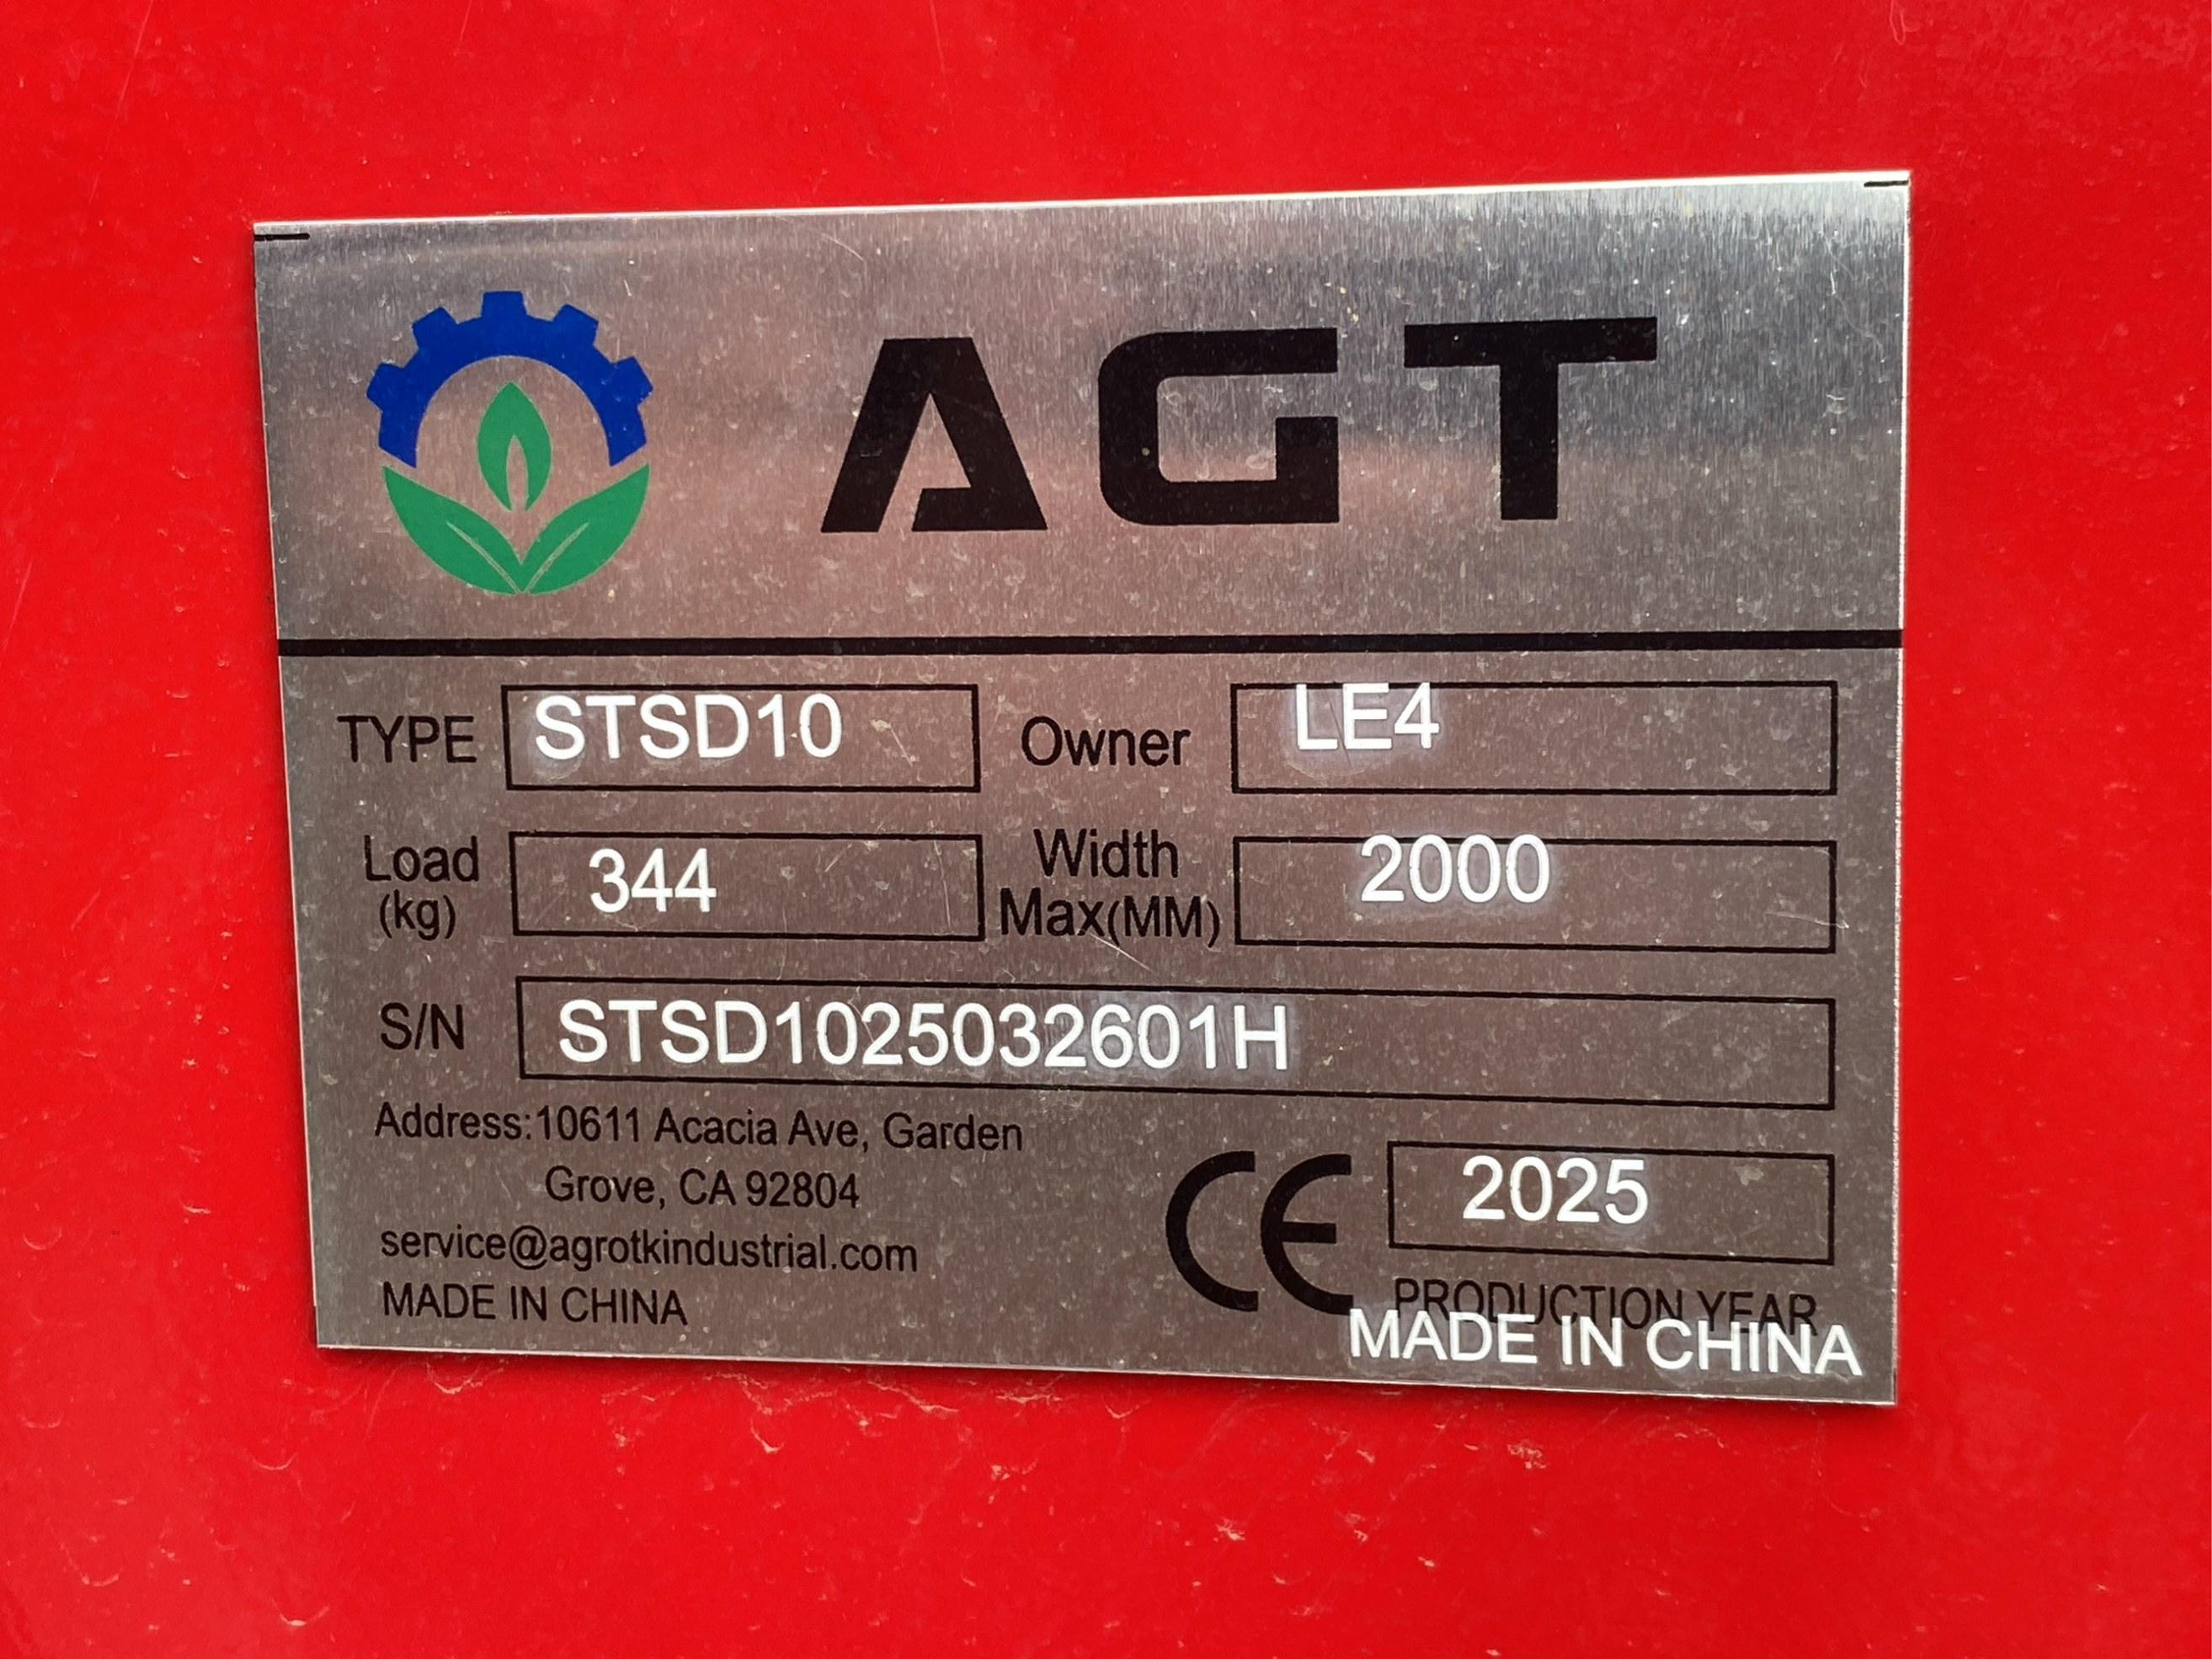 AGT
TYPE STSD10 Owner LE4
Load (kg) 344 Width Max(MM) 2000
S/N STSD1025032601H
Address:10611 Acacia Ave, Garden
Grove, CA 92804
service@agrotkindustrial.com
MADE IN CHINA
CE 2025
PRODUCTION YEAR
MADE IN CHINA